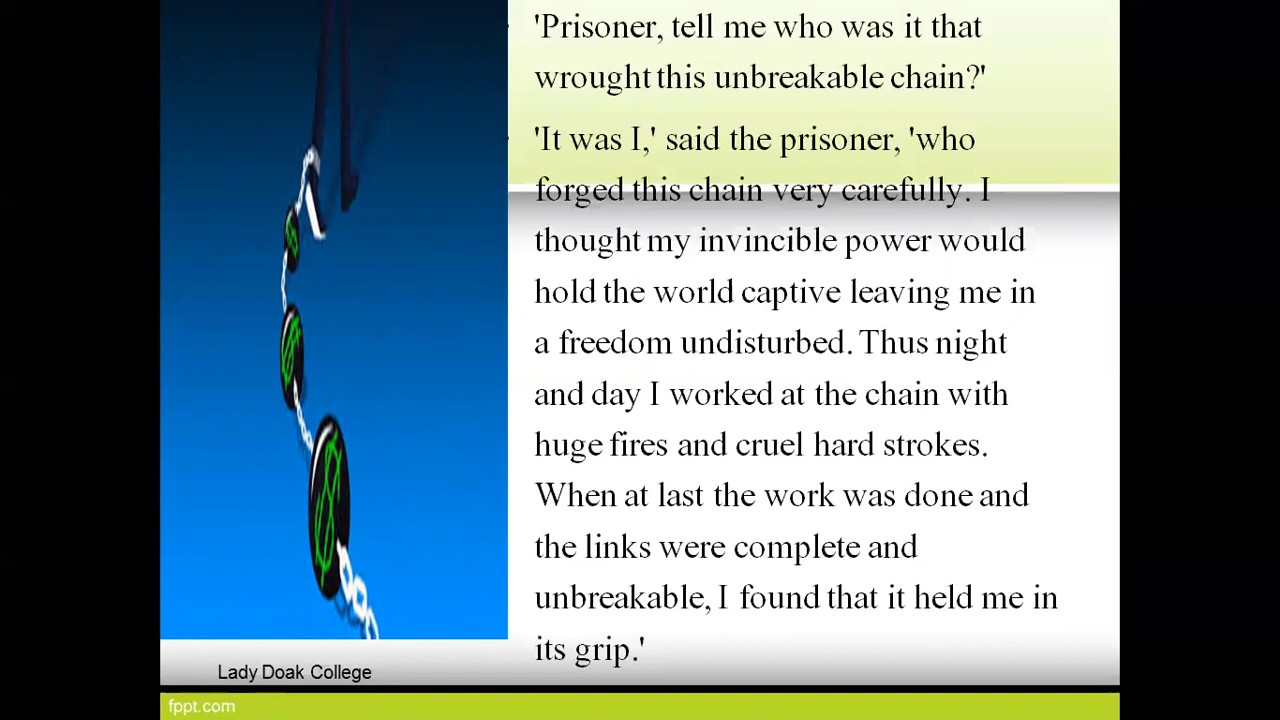 'Prisoner, tell me who was it that
wrought this unbreakable chain?'
'It was I,' said the prisoner, 'who
forged this chain very carefully. I
thought my invincible power would
hold the world captive leaving me in
a freedom undisturbed. Thus night
and day I worked at the chain with
huge fires and cruel hard strokes.
When at last the work was done and
the links were complete and
unbreakable, I found that it held me in
its grip.'
Lady Doak College
fppt.com